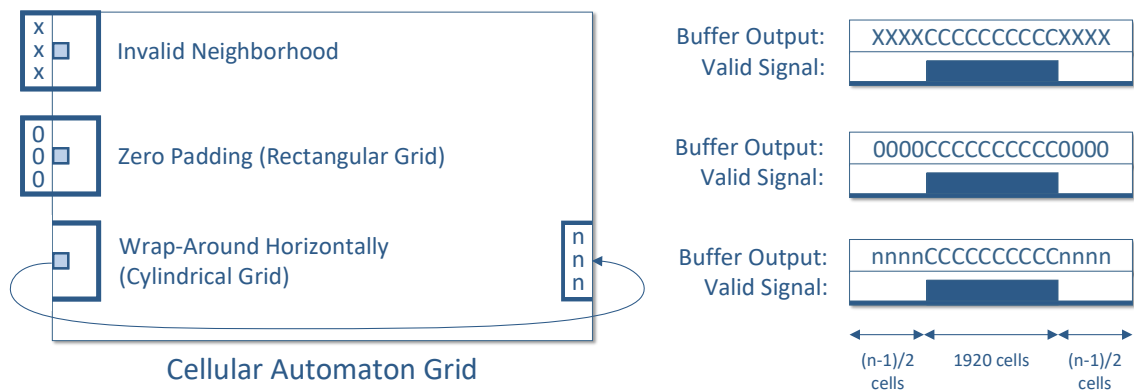 x
x
x
Invalid Neighborhood
0
0
0
Zero Padding (Rectangular Grid)
Wrap-Around Horizontally
(Cylindrical Grid)
n
n
n
Cellular Automaton Grid
Buffer Output: XXXXCCCCCCCCCCXXXX
Valid Signal:
Buffer Output: 0000CCCCCCCCCC0000
Valid Signal:
Buffer Output: nnnnCCCCCCCCCCnnnn
Valid Signal:
(n-1)/2 1920 cells (n-1)/2
cells cells